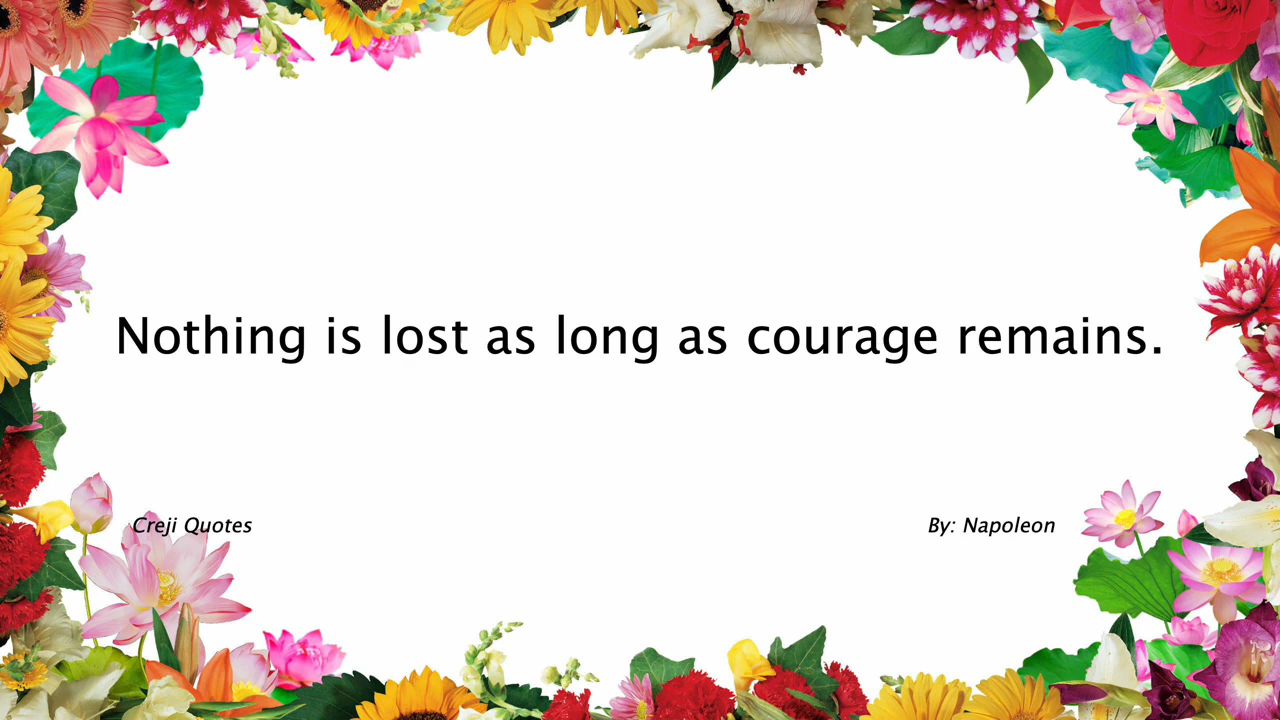 Nothing is lost as long as courage remains.
Creji Quotes
By: Napoleon